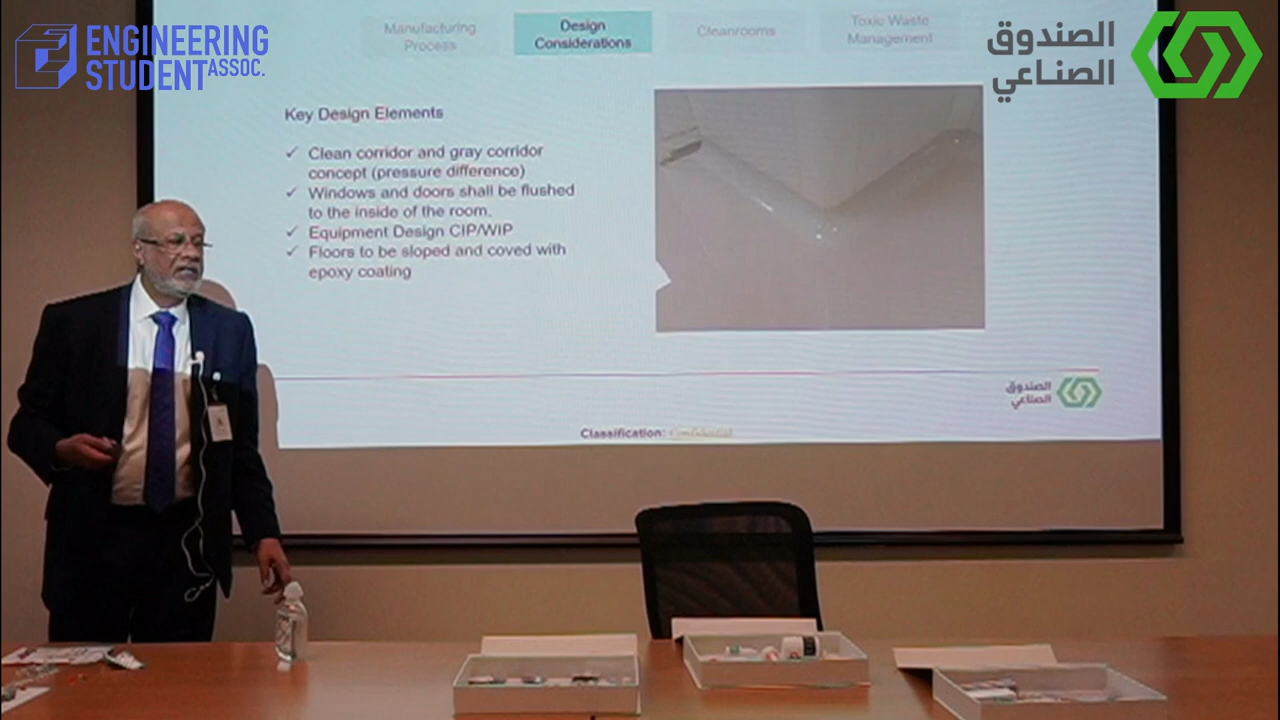 ENGINEERING
STUDENT ASSOC.
الصندوق
الصناعي
Manufacturing
Process
Design
Considerations
Cleanrooms
Toxic Waste
Management
Key Design Elements
✓ Clean corridor and gray corridor
concept (pressure difference)
✓ Windows and doors shall be flushed
to the inside of the room.
✓ Equipment Design CIP/WIP
✓ Floors to be sloped and coved with
epoxy coating
الصندوق
الصناعي
Classification: Confidential